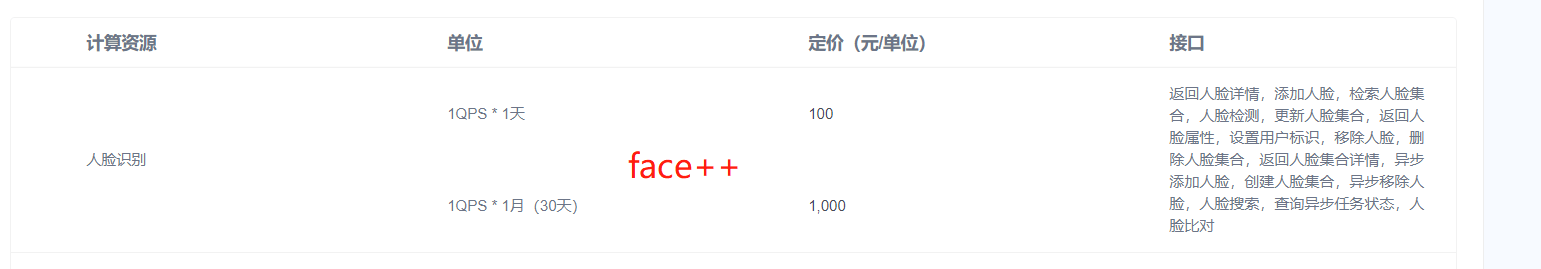 计算资源 单位 定价（元/单位） 接口
人脸识别
1QPS * 1天 100
face++
1QPS * 1月（30天） 1,000
返回人脸详情，添加人脸，检索人脸集
合，人脸检测，更新人脸集合，返回人
脸属性，设置用户标识，移除人脸，删
除人脸集合，返回人脸集合详情，异步
添加人脸，创建人脸集合，异步移除人
脸，人脸搜索，查询异步任务状态，人
脸比对